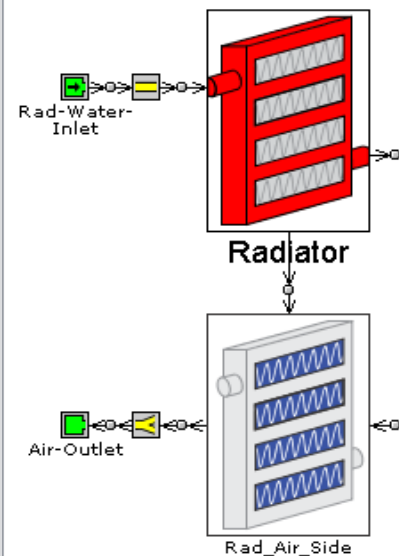 Rad-Water-
Inlet
Radiator
Air-Outlet
Rad_Air_Side